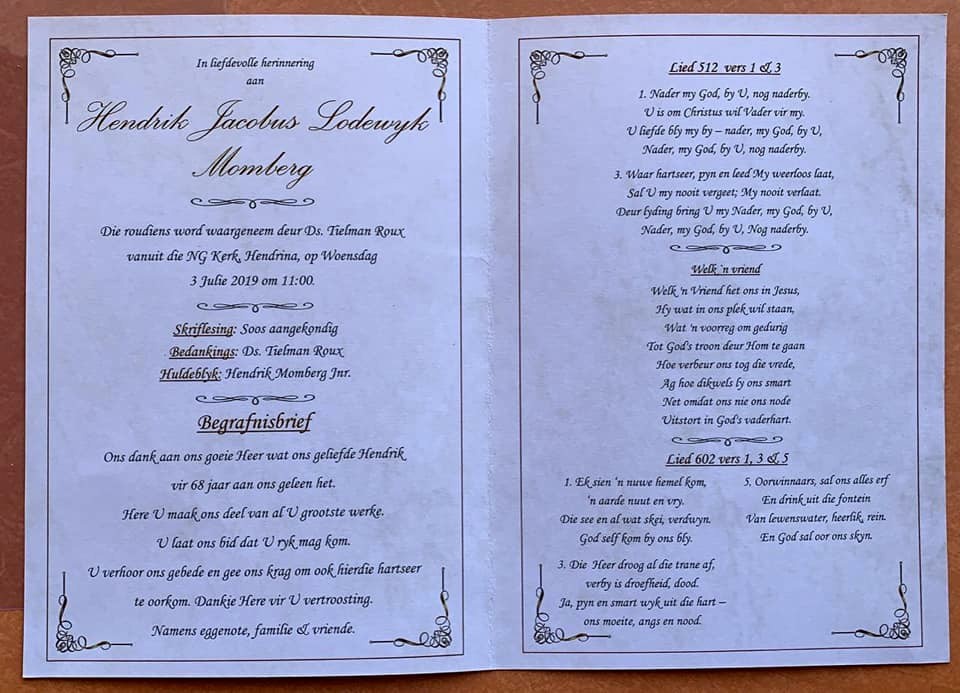 In liefdevolle herinnering
aan
Hendrik Jacobus Lodewyk
Momberg
Die roudiens word waargeneem deur Ds. Tielman Roux
vanuit die NG Kerk, Hendrina, op Woensdag
3 Julie 2019 om 11:00.
Skriflesing: Soos aangekondig
Bedankings: Ds. Tielman Roux
Huldeblyk: Hendrik Momberg Jnr.
Begrafnisbrief
Ons dank aan ons goeie Heer wat ons geliefde Hendrik
vir 68 jaar aan ons geleen het.
Here U maak ons deel van al U grootste werke.
U laat ons bid dat U ryk mag kom.
U verhoor ons gebede en gee ons krag om ook hierdie hartseer
te oorkom. Dankie Here vir U vertroosting.
Namens eggenote, familie & vriende.
Lied 512 vers 1 & 3
1. Nader my God, by U, nog naderby.
U is om Christus wil Vader vir my.
U liefde bly my by – nader, my God, by U,
Nader, my God, by U, nog naderby.
3. Waar hartseer, pyn en leed My weerloos laat,
Sal U my nooit vergeet; My nooit verlaat.
Deur lyding bring U my Nader, my God, by U,
Nader, my God, by U, Nog naderby.
Welk `n vriend
Welk 'n Vriend het ons in Jesus,
Hy wat in ons plek wil staan,
Wat 'n voorreg om gedurig
Tot God's troon deur Hom te gaan
Hoe verbeur ons tog die vrede,
Ag hoe dikwels ly ons smart
Net omdat ons nie ons node
Uitstort in God's vaderhart.
Lied 602 vers 1, 3 & 5
1. Ek sien 'n nuwe hemel kom,
'n aarde nuut en vry.
Die see en al wat skei, verdwyn.
God self kom by ons bly.
3. Die Heer droog al die trane af,
verby is droefheid, dood.
Ja, pyn en smart wyk uit die hart –
ons moeite, angs en nood.
5. Oorwinnaars, sal ons alles erf
En drink uit die fontein
Van lewenswater, heerlik, rein.
En God sal oor ons skyn.